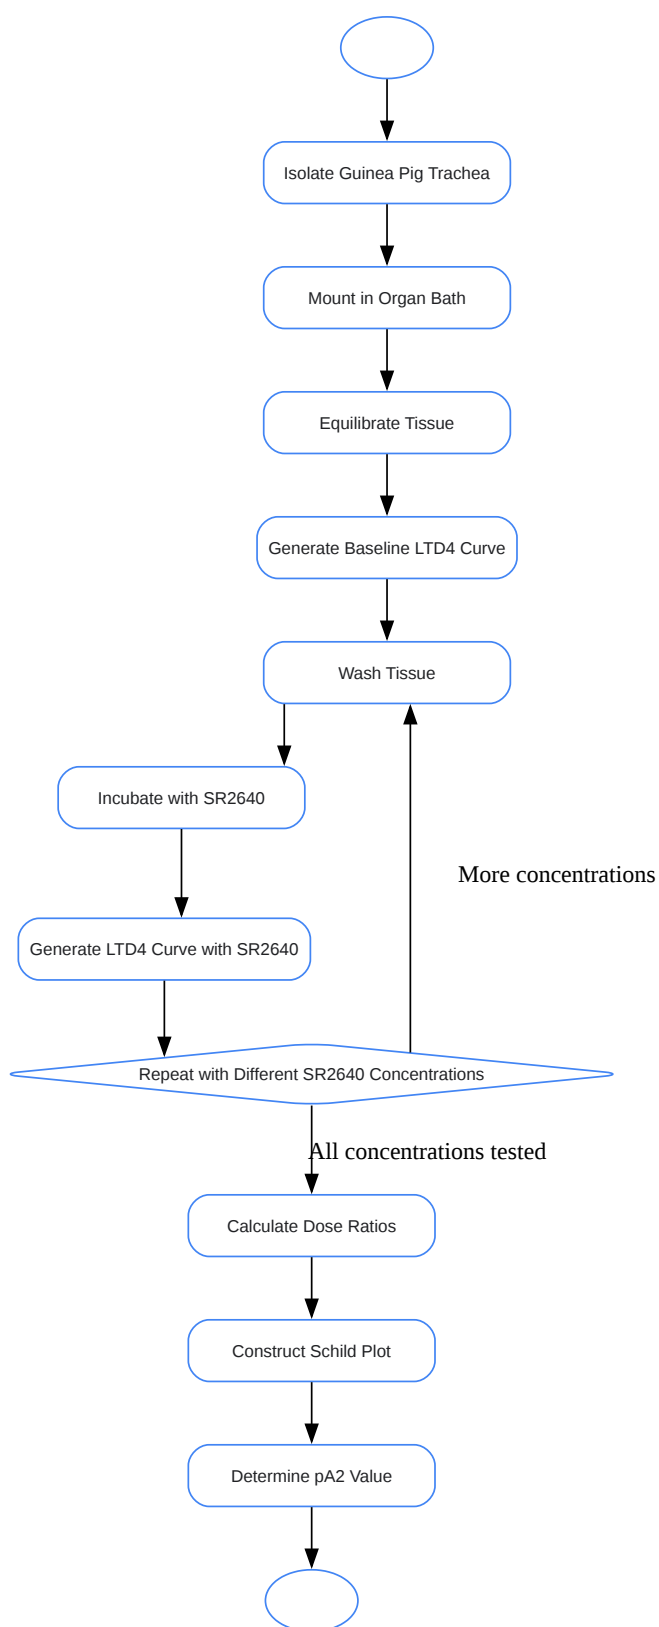 Isolate Guinea Pig Trachea
Mount in Organ Bath
Equilibrate Tissue
Generate Baseline LTD4 Curve
Wash Tissue
Incubate with SR2640
More concentrations
Generate LTD4 Curve with SR2640
Repeat with Different SR2640 Concentrations
All concentrations tested
Calculate Dose Ratios
Construct Schild Plot
Determine pA2 Value